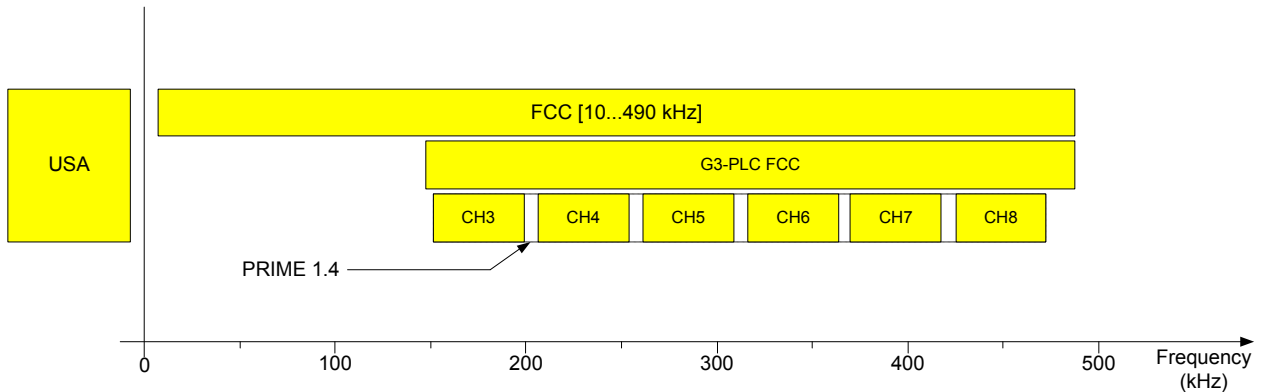 FCC [10...490 kHz]
USA
G3-PLC FCC
CH3 CH4 CH5 CH6 CH7 CH8
PRIME 1.4
0 100 200 300 400 500
Frequency
(kHz)